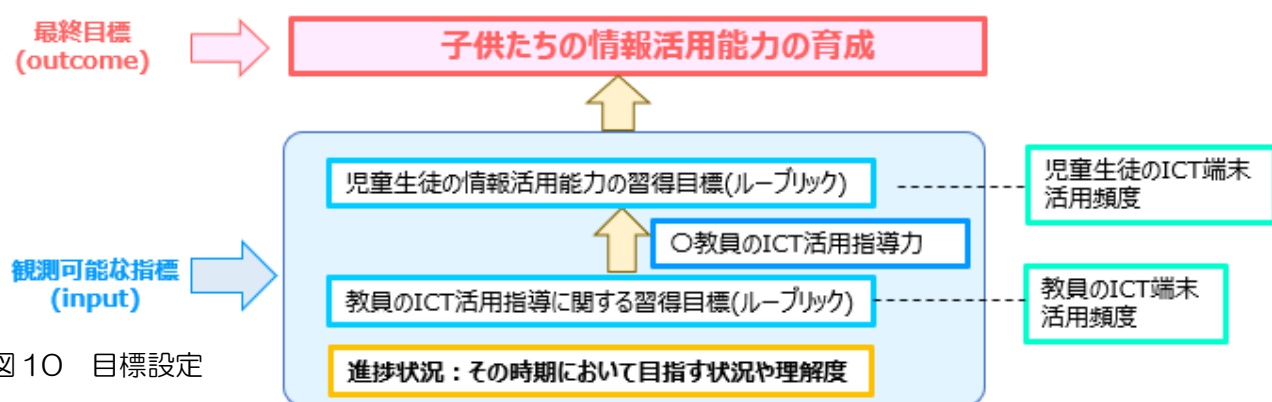 最終目標
(outcome)
子供たちの情報活用能力の育成
児童生徒の情報活用能力の習得目標(ルーブリック)
児童生徒のICT端末
活用頻度
〇教員のICT活用指導力
観測可能な指標
(input)
教員のICT活用指導に関する習得目標(ルーブリック)
教員のICT端末
活用頻度
図10 目標設定
進捗状況：その時期において目指す状況や理解度